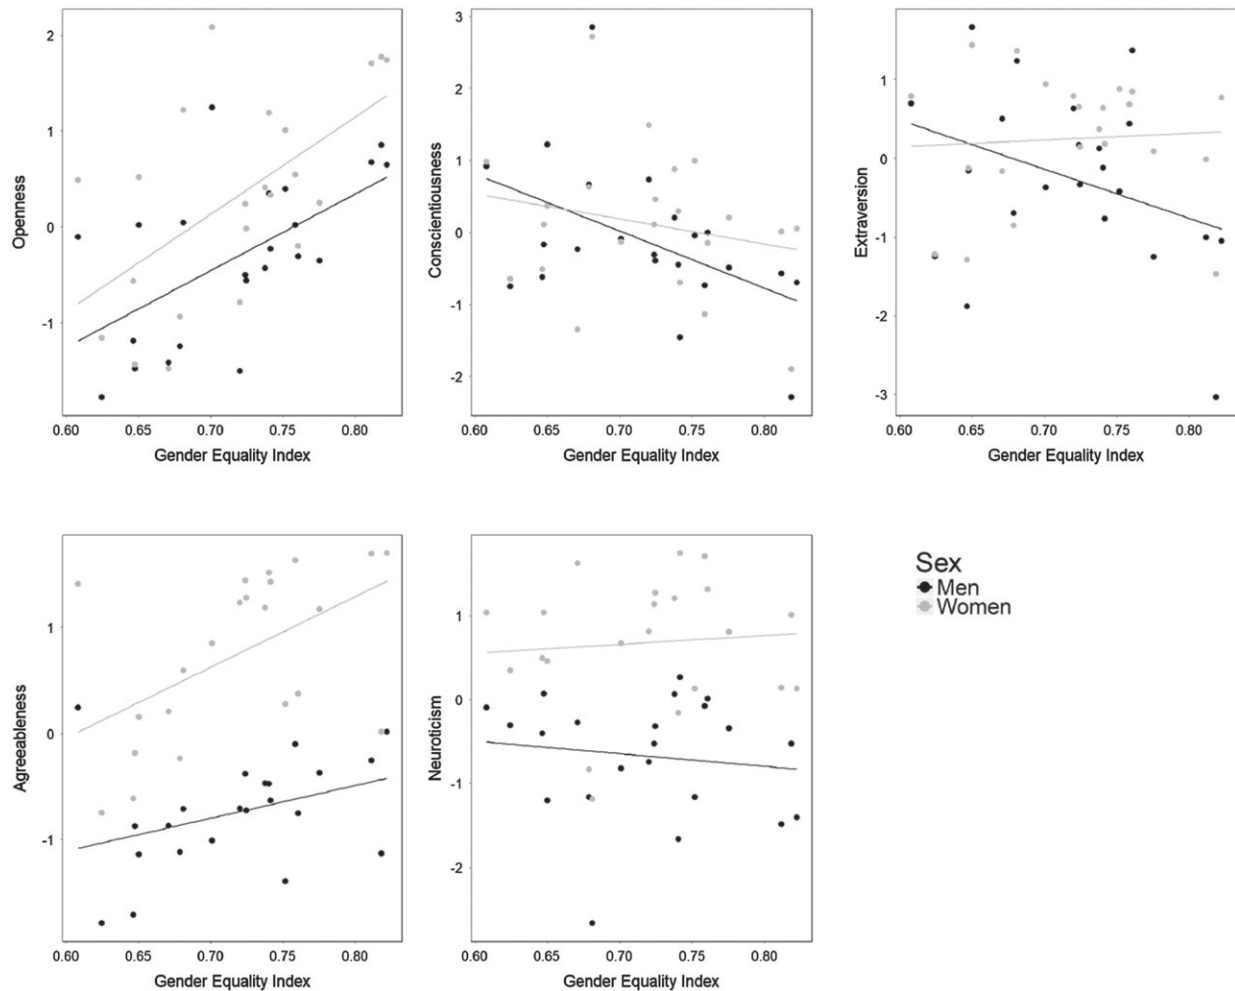 2
1
0
-1
Openness
0.60 0.65 0.70 0.75 0.80
Gender Equality Index
3
2
1
0
-1
-2
Conscientiousness
0.60 0.65 0.70 0.75 0.80
Gender Equality Index
1
0
-1
-2
-3
Extraversion
0.60 0.65 0.70 0.75 0.80
Gender Equality Index
1
0
-1
Agreeableness
0.60 0.65 0.70 0.75 0.80
Gender Equality Index
1
0
-1
-2
Neuroticism
0.60 0.65 0.70 0.75 0.80
Gender Equality Index
Sex
Men
Women